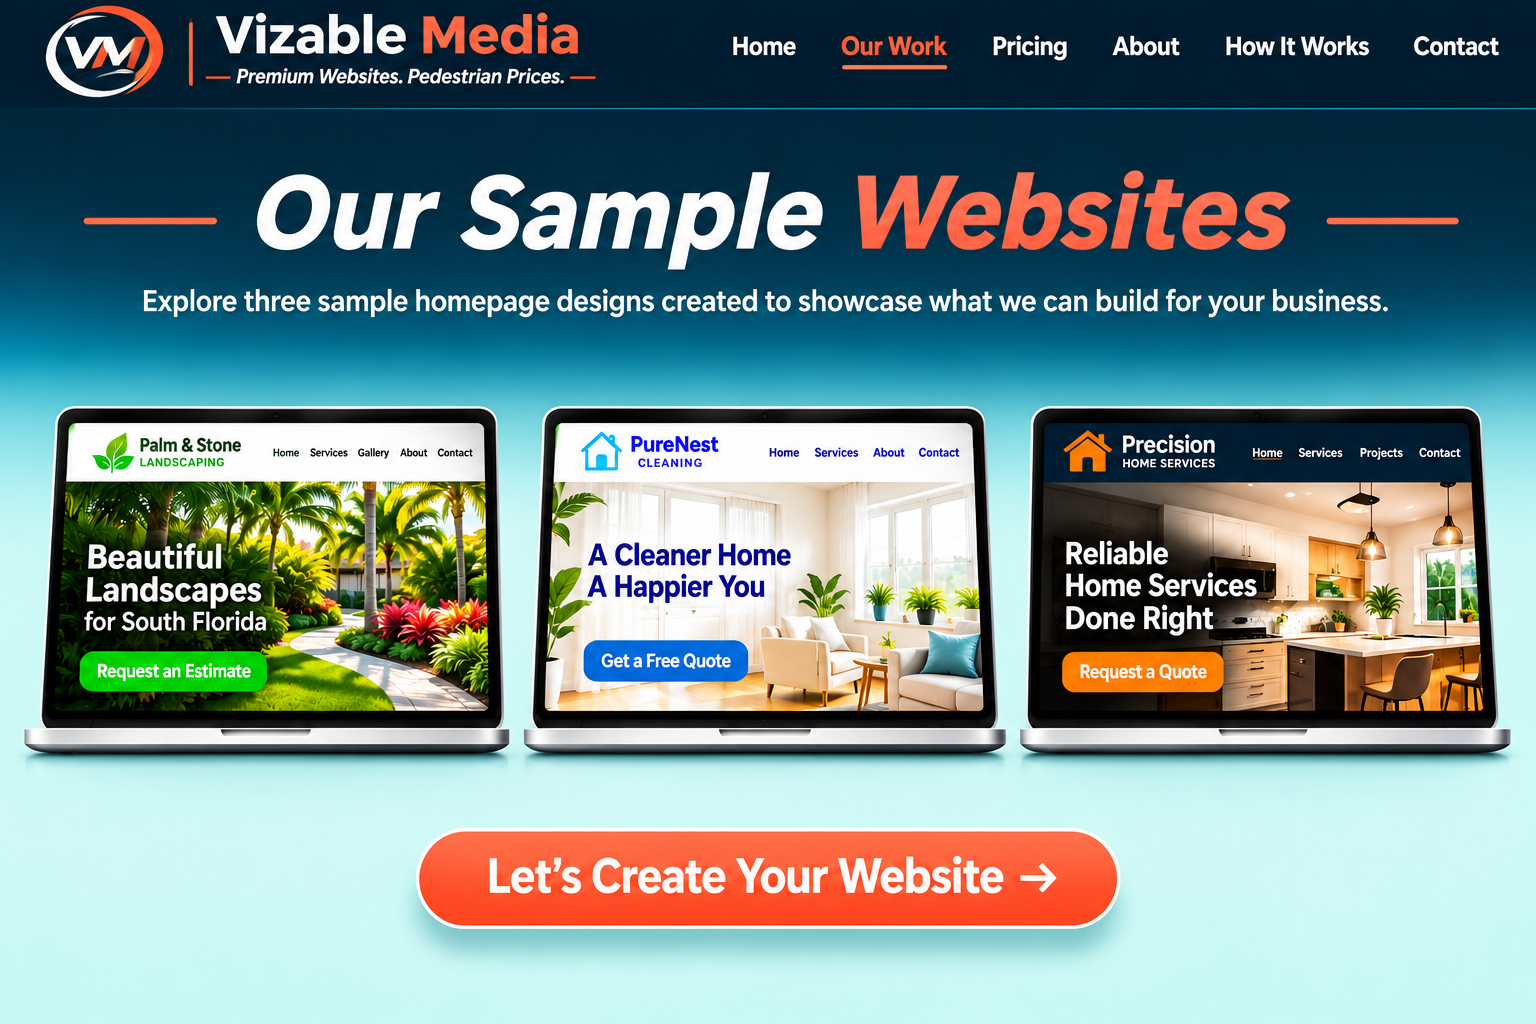 VM
Vizable Media
Premium Websites. Pedestrian Prices.
Home Our Work Pricing About How It Works Contact
Our Sample Websites
Explore three sample homepage designs created to showcase what we can build for your business.
Palm & Stone
LANDSCAPING
Home Services Gallery About Contact
Beautiful
Landscapes
for South Florida
Request an Estimate
PureNest
CLEANING
Home Services About Contact
A Cleaner Home
A Happier You
Get a Free Quote
Precision
HOME SERVICES
Home Services Projects Contact
Reliable
Home Services
Done Right
Request a Quote
Let's Create Your Website →